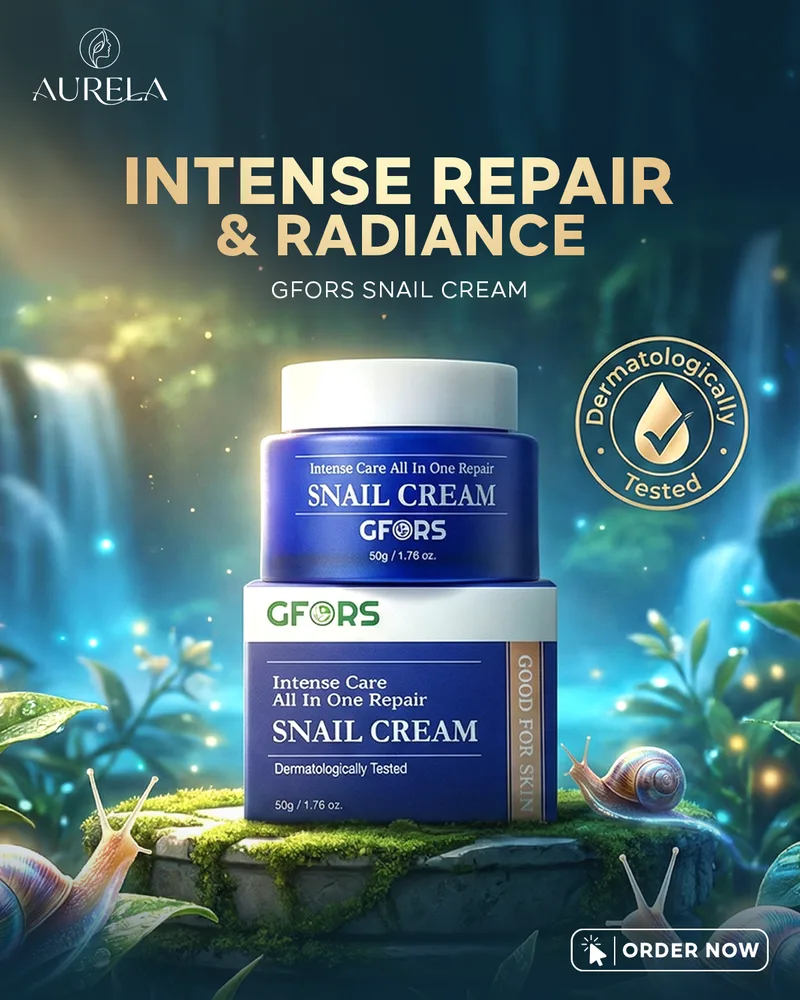 AURELA
INTENSE REPAIR
& RADIANCE
GFORS SNAIL CREAM
Dermatologically
Tested
Intense Care All In One Repair
SNAIL CREAM
GFORS
50g / 1.76 oz.
GFORS
Intense Care
All In One Repair
SNAIL CREAM
Dermatologically Tested
50g / 1.76 oz.
GOOD FOR SKIN
ORDER NOW